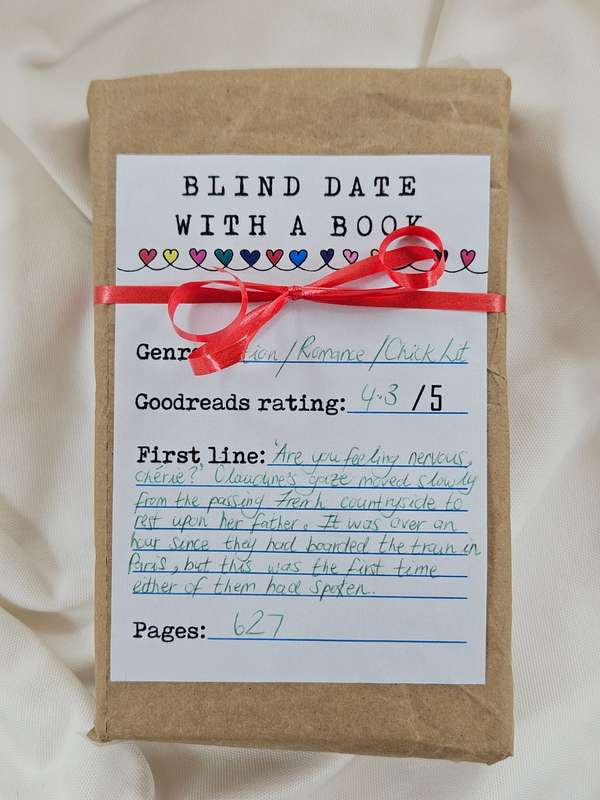 BLIND DATE
WITH A BOOK
Genre: Fiction/Romance/Chick Lit
Goodreads rating: 4.3 /5
First line: 'Are you feeling nervous,
chérie?' Claudine's gaze moved slowly
from the passing French countryside to
rest upon her father. It was over an
hour since they had boarded the train in
Paris, but this was the first time
either of them had spoken.
Pages: 627